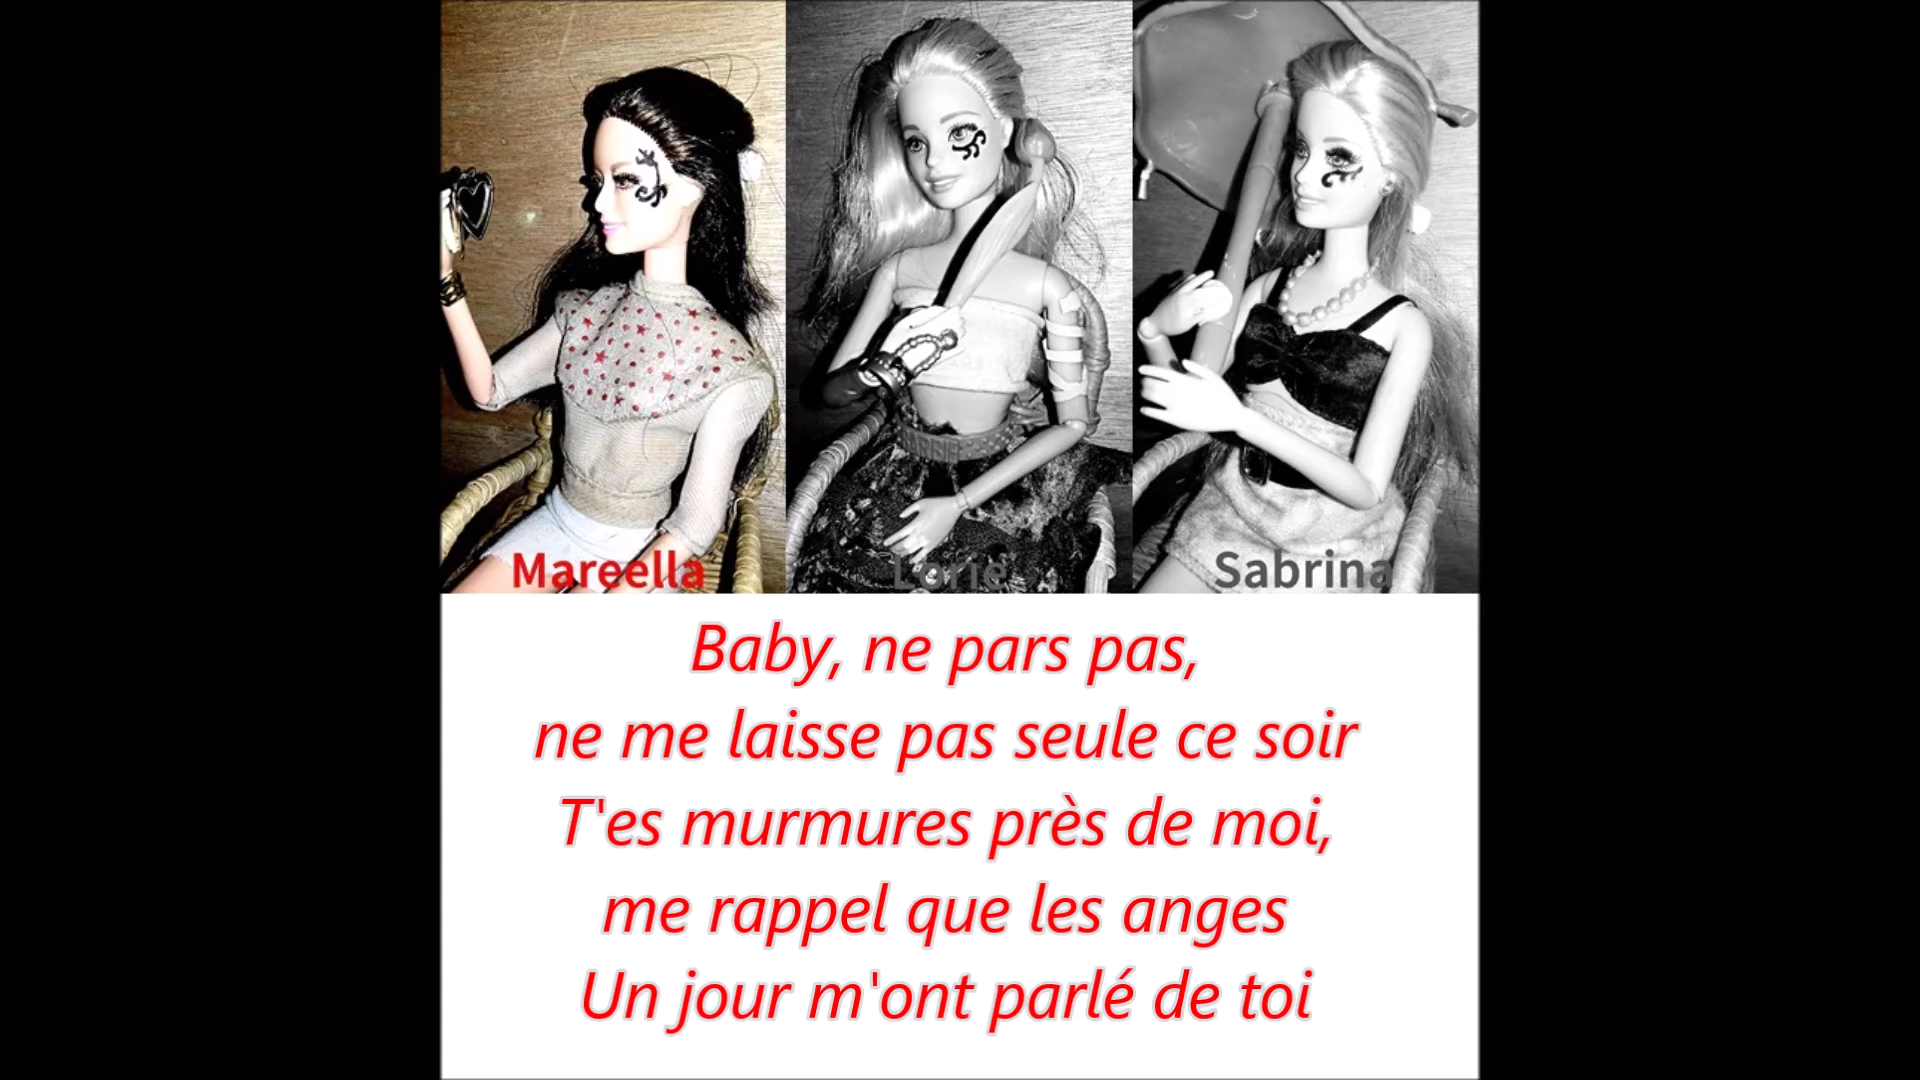 Mareella
Lorie
Sabrina
Baby, ne pars pas,
ne me laisse pas seule ce soir
T'es murmures près de moi,
me rappel que les anges
Un jour m'ont parlé de toi